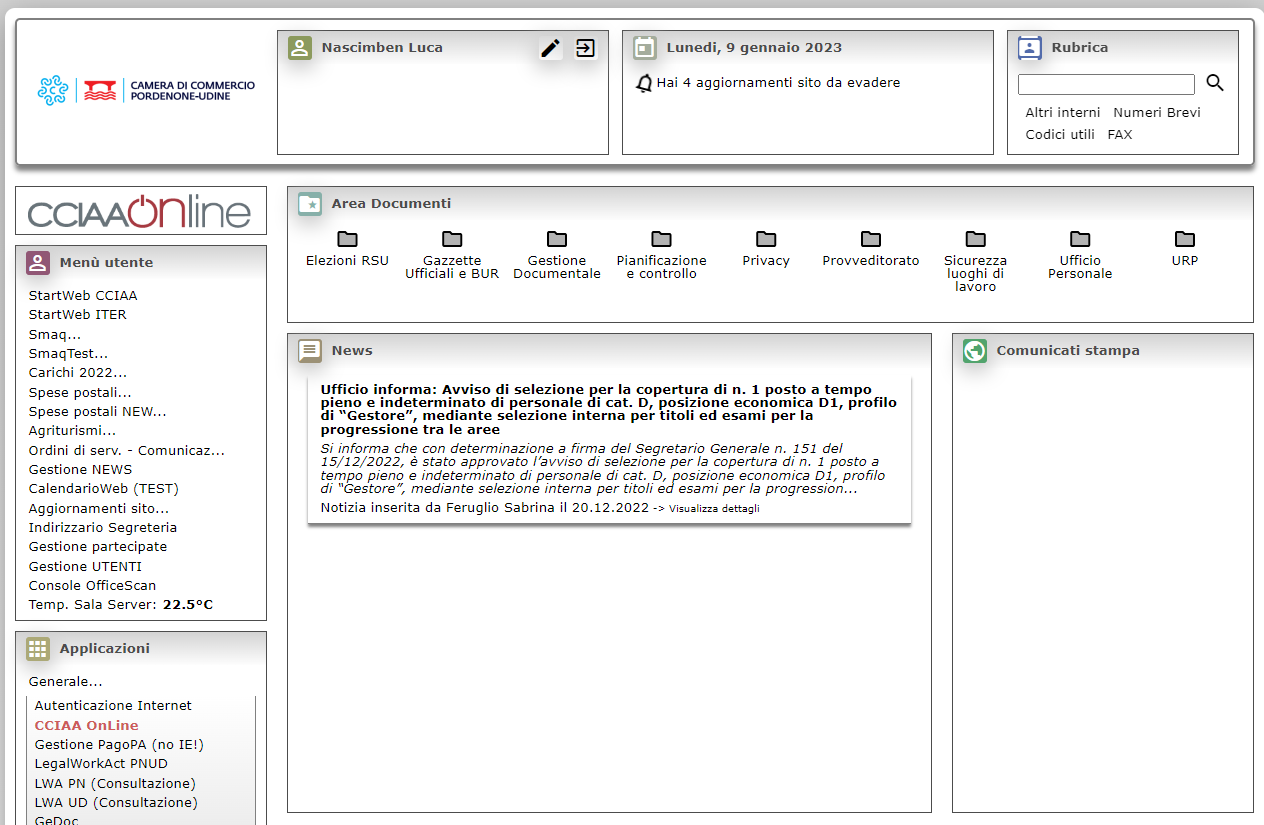 CAMERA DI COMMERCIO
PORDENONE-UDINE
Nascimben Luca
Lunedi, 9 gennaio 2023
Hai 4 aggiornamenti sito da evadere
Rubrica
Altri interni Numeri Brevi
Codici utili FAX
CCIAAOnline
Menù utente
StartWeb CCIAA
StartWeb ITER
Smaq...
SmaqTest...
Carichi 2022...
Spese postali...
Spese postali NEW...
Agriturismi...
Ordini di serv. - Comunicaz...
Gestione NEWS
CalendarioWeb (TEST)
Aggiornamenti sito...
Indirizzario Segreteria
Gestione partecipate
Gestione UTENTI
Console OfficeScan
Temp. Sala Server: 22.5°C
Applicazioni
Generale...
Autenticazione Internet
CCIAA OnLine
Gestione PagoPA (no IE!)
LegalWorkAct PNUD
LWA PN (Consultazione)
LWA UD (Consultazione)
GeDoc
Area Documenti
Elezioni RSU
Gazzette
Ufficiali e BUR
Gestione
Documentale
Pianificazione
e controllo
Privacy
Provveditorato
Sicurezza
luoghi di
lavoro
Ufficio
Personale
URP
News
Ufficio informa: Avviso di selezione per la copertura di n. 1 posto a tempo
pieno e indeterminato di personale di cat. D, posizione economica D1, profilo
di “Gestore”, mediante selezione interna per titoli ed esami per la
progressione tra le aree
Si informa che con determinazione a firma del Segretario Generale n. 151 del
15/12/2022, è stato approvato l’avviso di selezione per la copertura di n. 1 posto a
tempo pieno e indeterminato di personale di cat. D, posizione economica D1, profilo
di “Gestore”, mediante selezione interna per titoli ed esami per la progression...
Notizia inserita da Feruglio Sabrina il 20.12.2022 -> Visualizza dettagli
Comunicati stampa